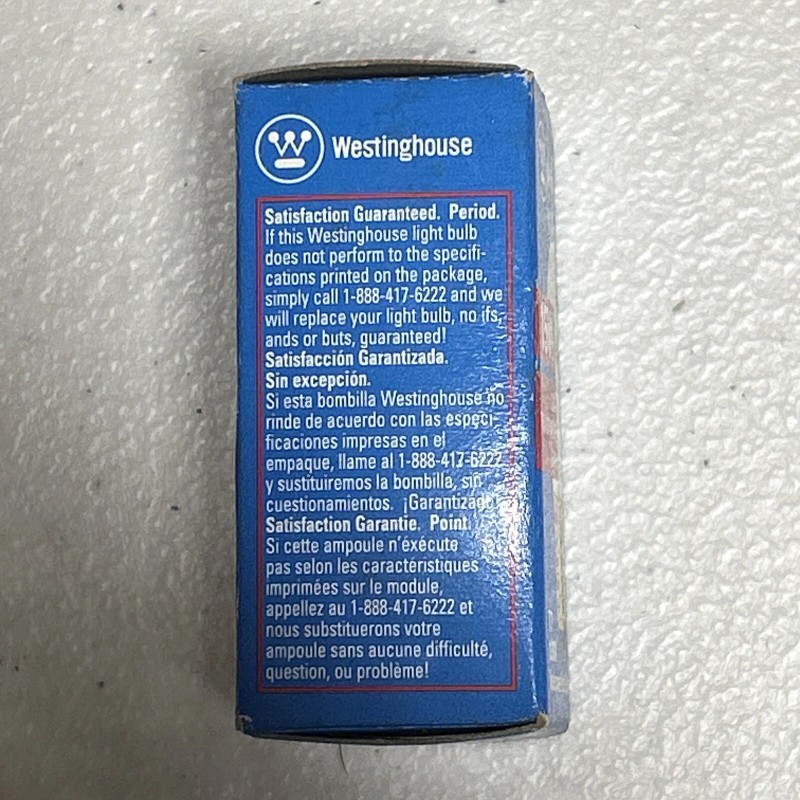 Westinghouse
Satisfaction Guaranteed. Period.
If this Westinghouse light bulb
does not perform to the specifi-
cations printed on the package,
simply call 1-888-417-6222 and we
will replace your light bulb, no ifs,
ands or buts, guaranteed!
Satisfacción Garantizada.
Sin excepción.
Si esta bombilla Westinghouse no
rinde de acuerdo con las especi-
ficaciones impresas en el
empaque, llame al 1-888-417-6222
y sustituiremos la bombilla, sin
cuestionamientos. ¡Garantizado!
Satisfaction Garantie. Point.
Si cette ampoule n'éxécute
pas selon les caractéristiques
imprimées sur le module,
appellez au 1-888-417-6222 et
nous substituerons votre
ampoule sans aucune difficulté,
question, ou problème!